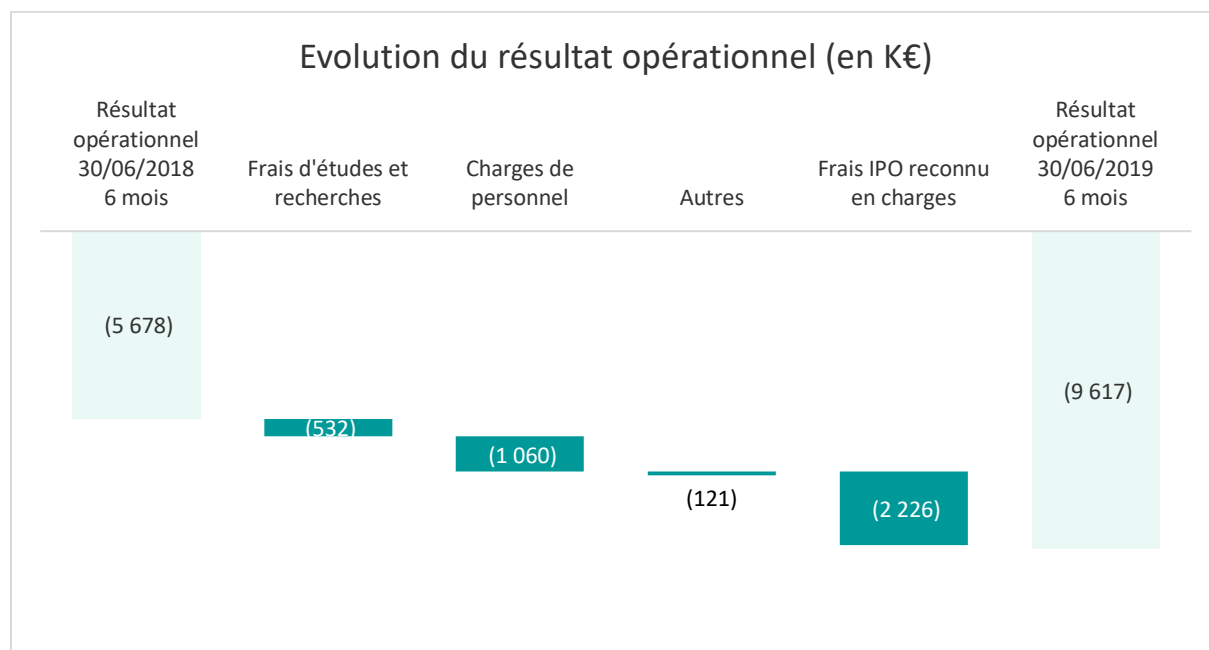 Evolution du résultat opérationnel (en K€)
Résultat
opérationnel
30/06/2018
6 mois
Frais d'études et
recherches
Charges de
personnel
Autres
Frais IPO reconnu
en charges
Résultat
opérationnel
30/06/2019
6 mois
(5 678)
(532)
(1 060)
(121)
(2 226)
(9 617)